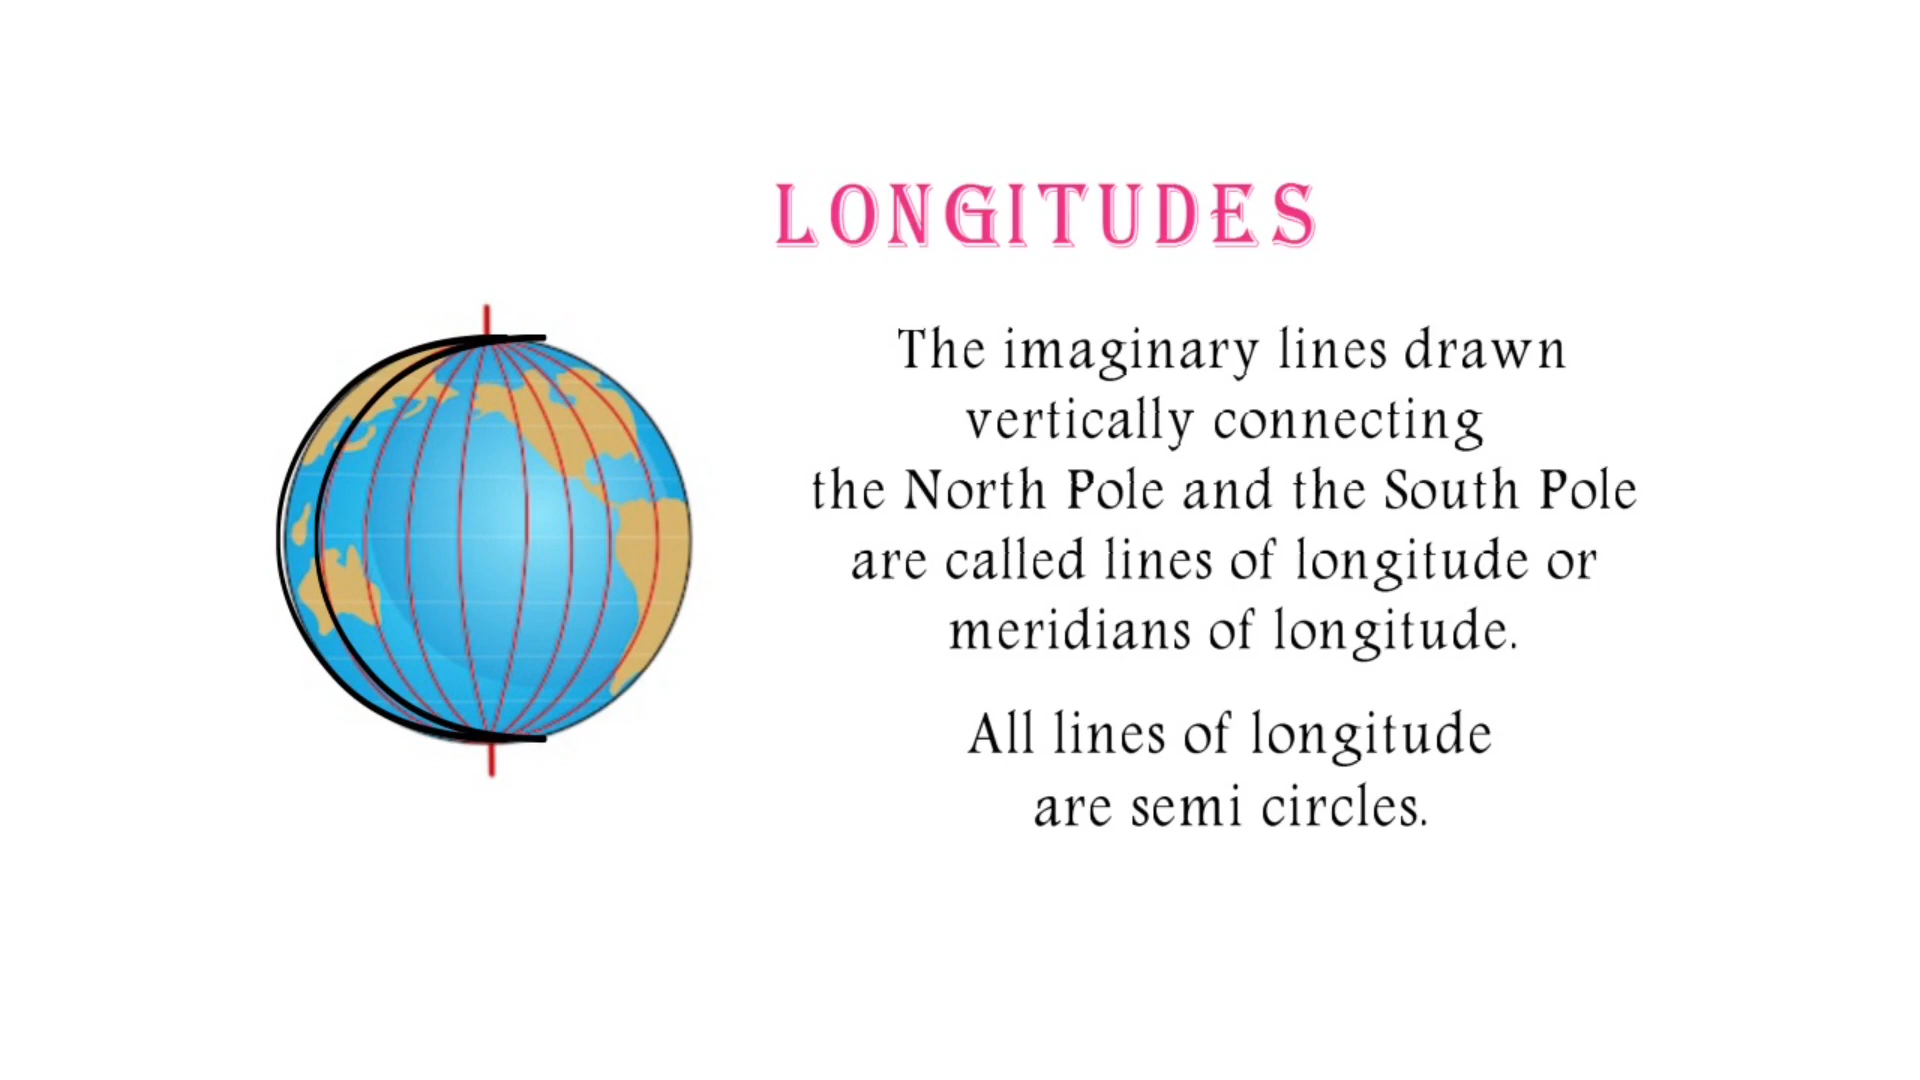 LONGITUDES
The imaginary lines drawn
vertically connecting
the North Pole and the South Pole
are called lines of longitude or
meridians of longitude.
All lines of longitude
are semi circles.